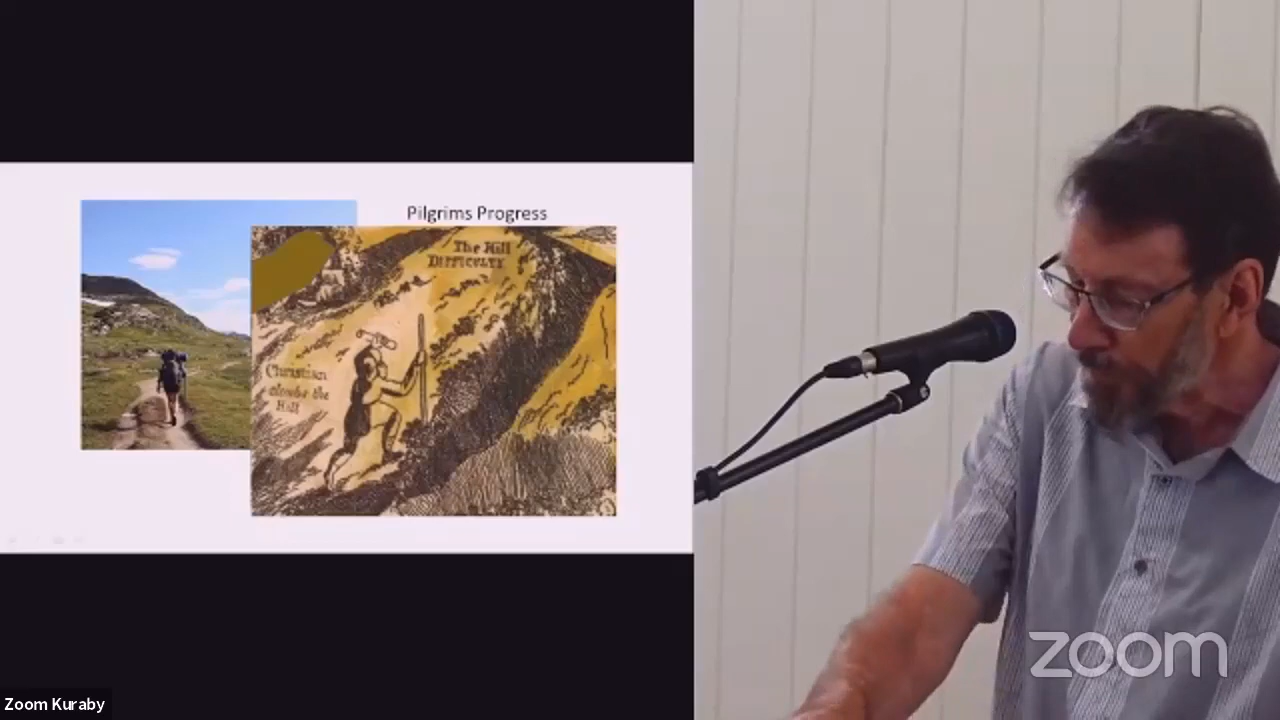 Pilgrims Progress
The Hill
DIFFICULTY
Christian
climbs the
Hill
Zoom Kuraby
zoom